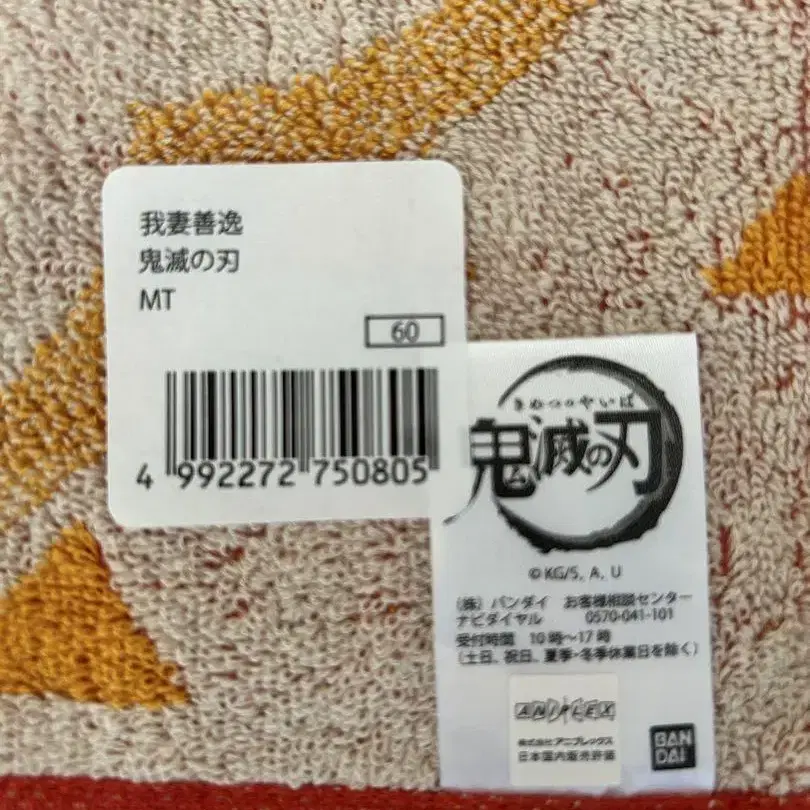 我妻善逸
鬼滅の刃
MT
60
4 992272 750805
きめつのやいば
鬼滅の刃
©KG/S, A, U
(株) バンダイ お客様相談センター
ナビダイヤル 0570-041-101
受付時間 10時～17時
(土日、祝日、夏季・冬季休業日を除く)
ANIPLEX
株式会社アニプレックス
日本国内販売許諾
BAN
DAI